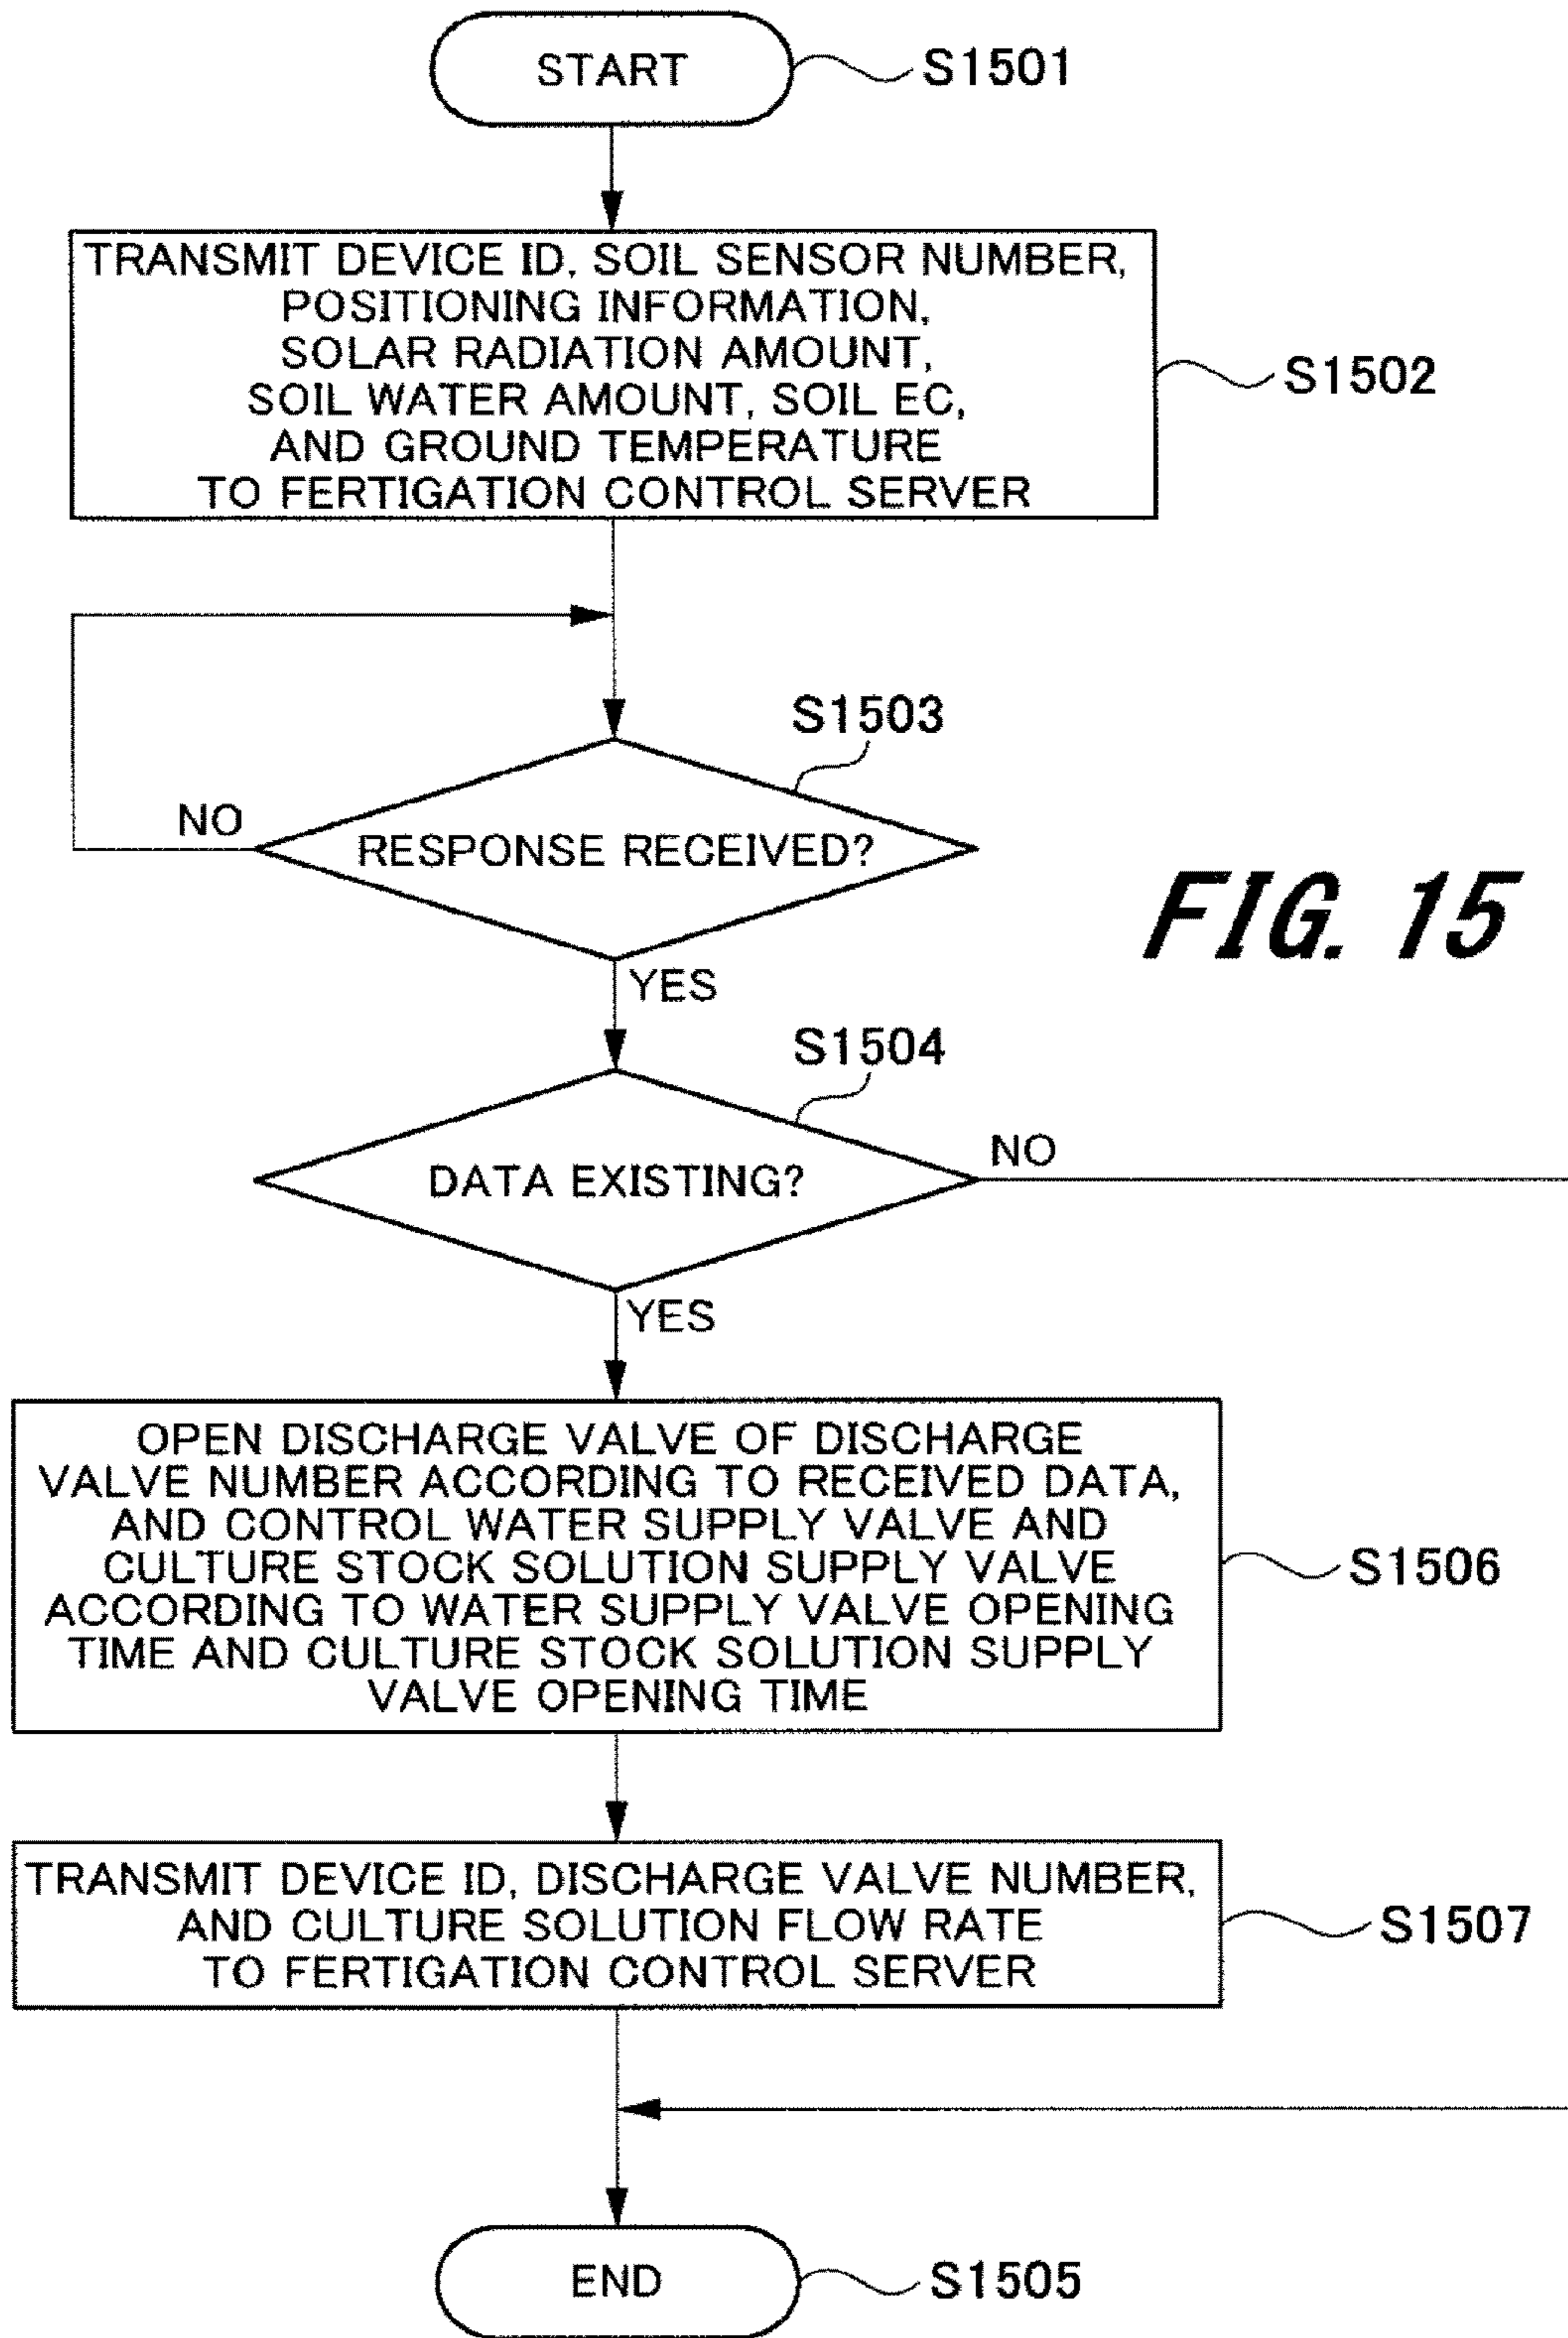 START
S1501
TRANSMIT DEVICE ID, SOIL SENSOR NUMBER,
POSITIONING INFORMATION,
SOLAR RADIATION AMOUNT,
SOIL WATER AMOUNT, SOIL EC,
AND GROUND TEMPERATURE
TO FERTIGATION CONTROL SERVER
S1502
S1503
NO
RESPONSE RECEIVED?
FIG. 15
YES
S1504
NO
DATA EXISTING?
YES
OPEN DISCHARGE VALVE OF DISCHARGE
VALVE NUMBER ACCORDING TO RECEIVED DATA,
AND CONTROL WATER SUPPLY VALVE AND
CULTURE STOCK SOLUTION SUPPLY VALVE
ACCORDING TO WATER SUPPLY VALVE OPENING
TIME AND CULTURE STOCK SOLUTION SUPPLY
VALVE OPENING TIME
S1506
TRANSMIT DEVICE ID, DISCHARGE VALVE NUMBER,
AND CULTURE SOLUTION FLOW RATE
TO FERTIGATION CONTROL SERVER
S1507
END
S1505